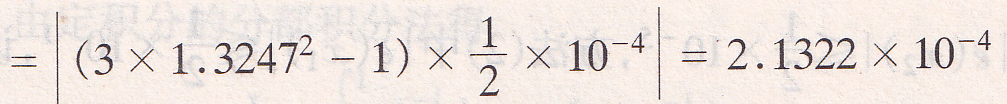 = | (3 × 1.3247² − 1) × 1/2 × 10⁻⁴ | = 2.1322 × 10⁻⁴